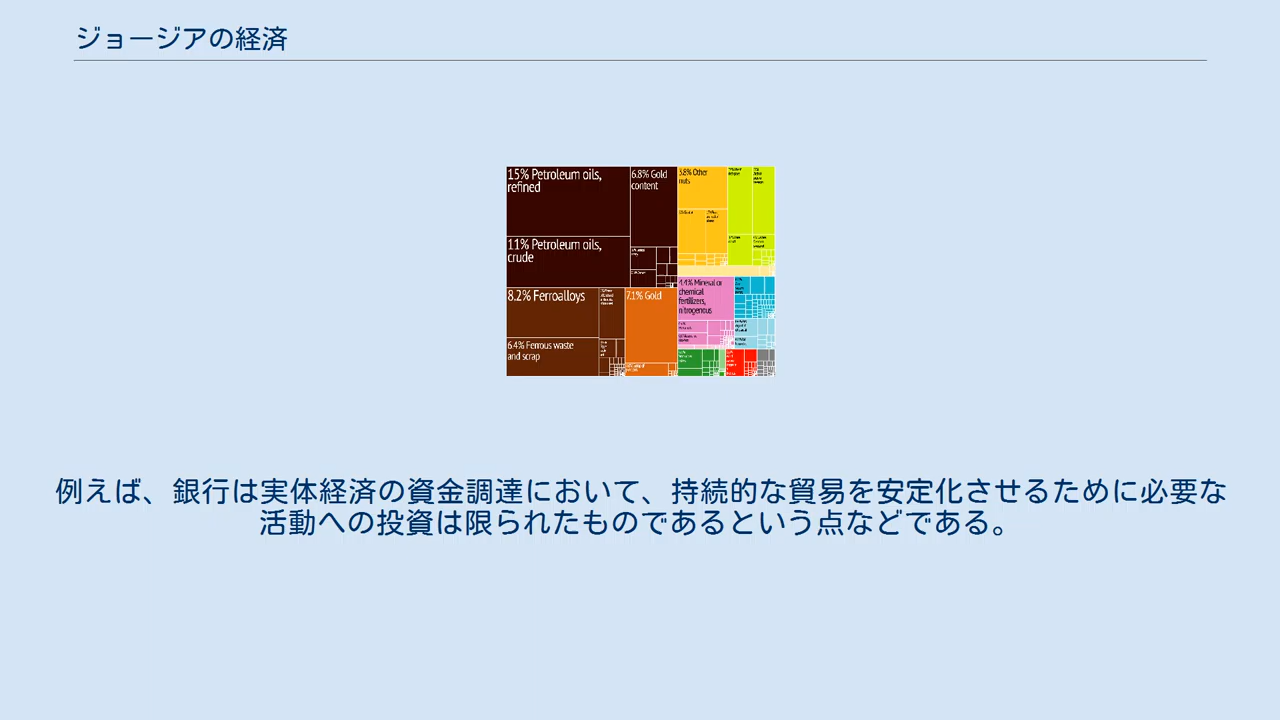 ジョージアの経済
15% Petroleum oils,
refined
6.8% Gold
content
3.8% Other
nuts
11% Petroleum oils,
crude
8.2% Ferroalloys
7.1% Gold
4.4% Mineral or
chemical
fertilizers,
nitrogenous
6.4% Ferrous waste
and scrap
例えば、銀行は実体経済の資金調達において、持続的な貿易を安定化させるために必要な
活動への投資は限られたものであるという点などである。